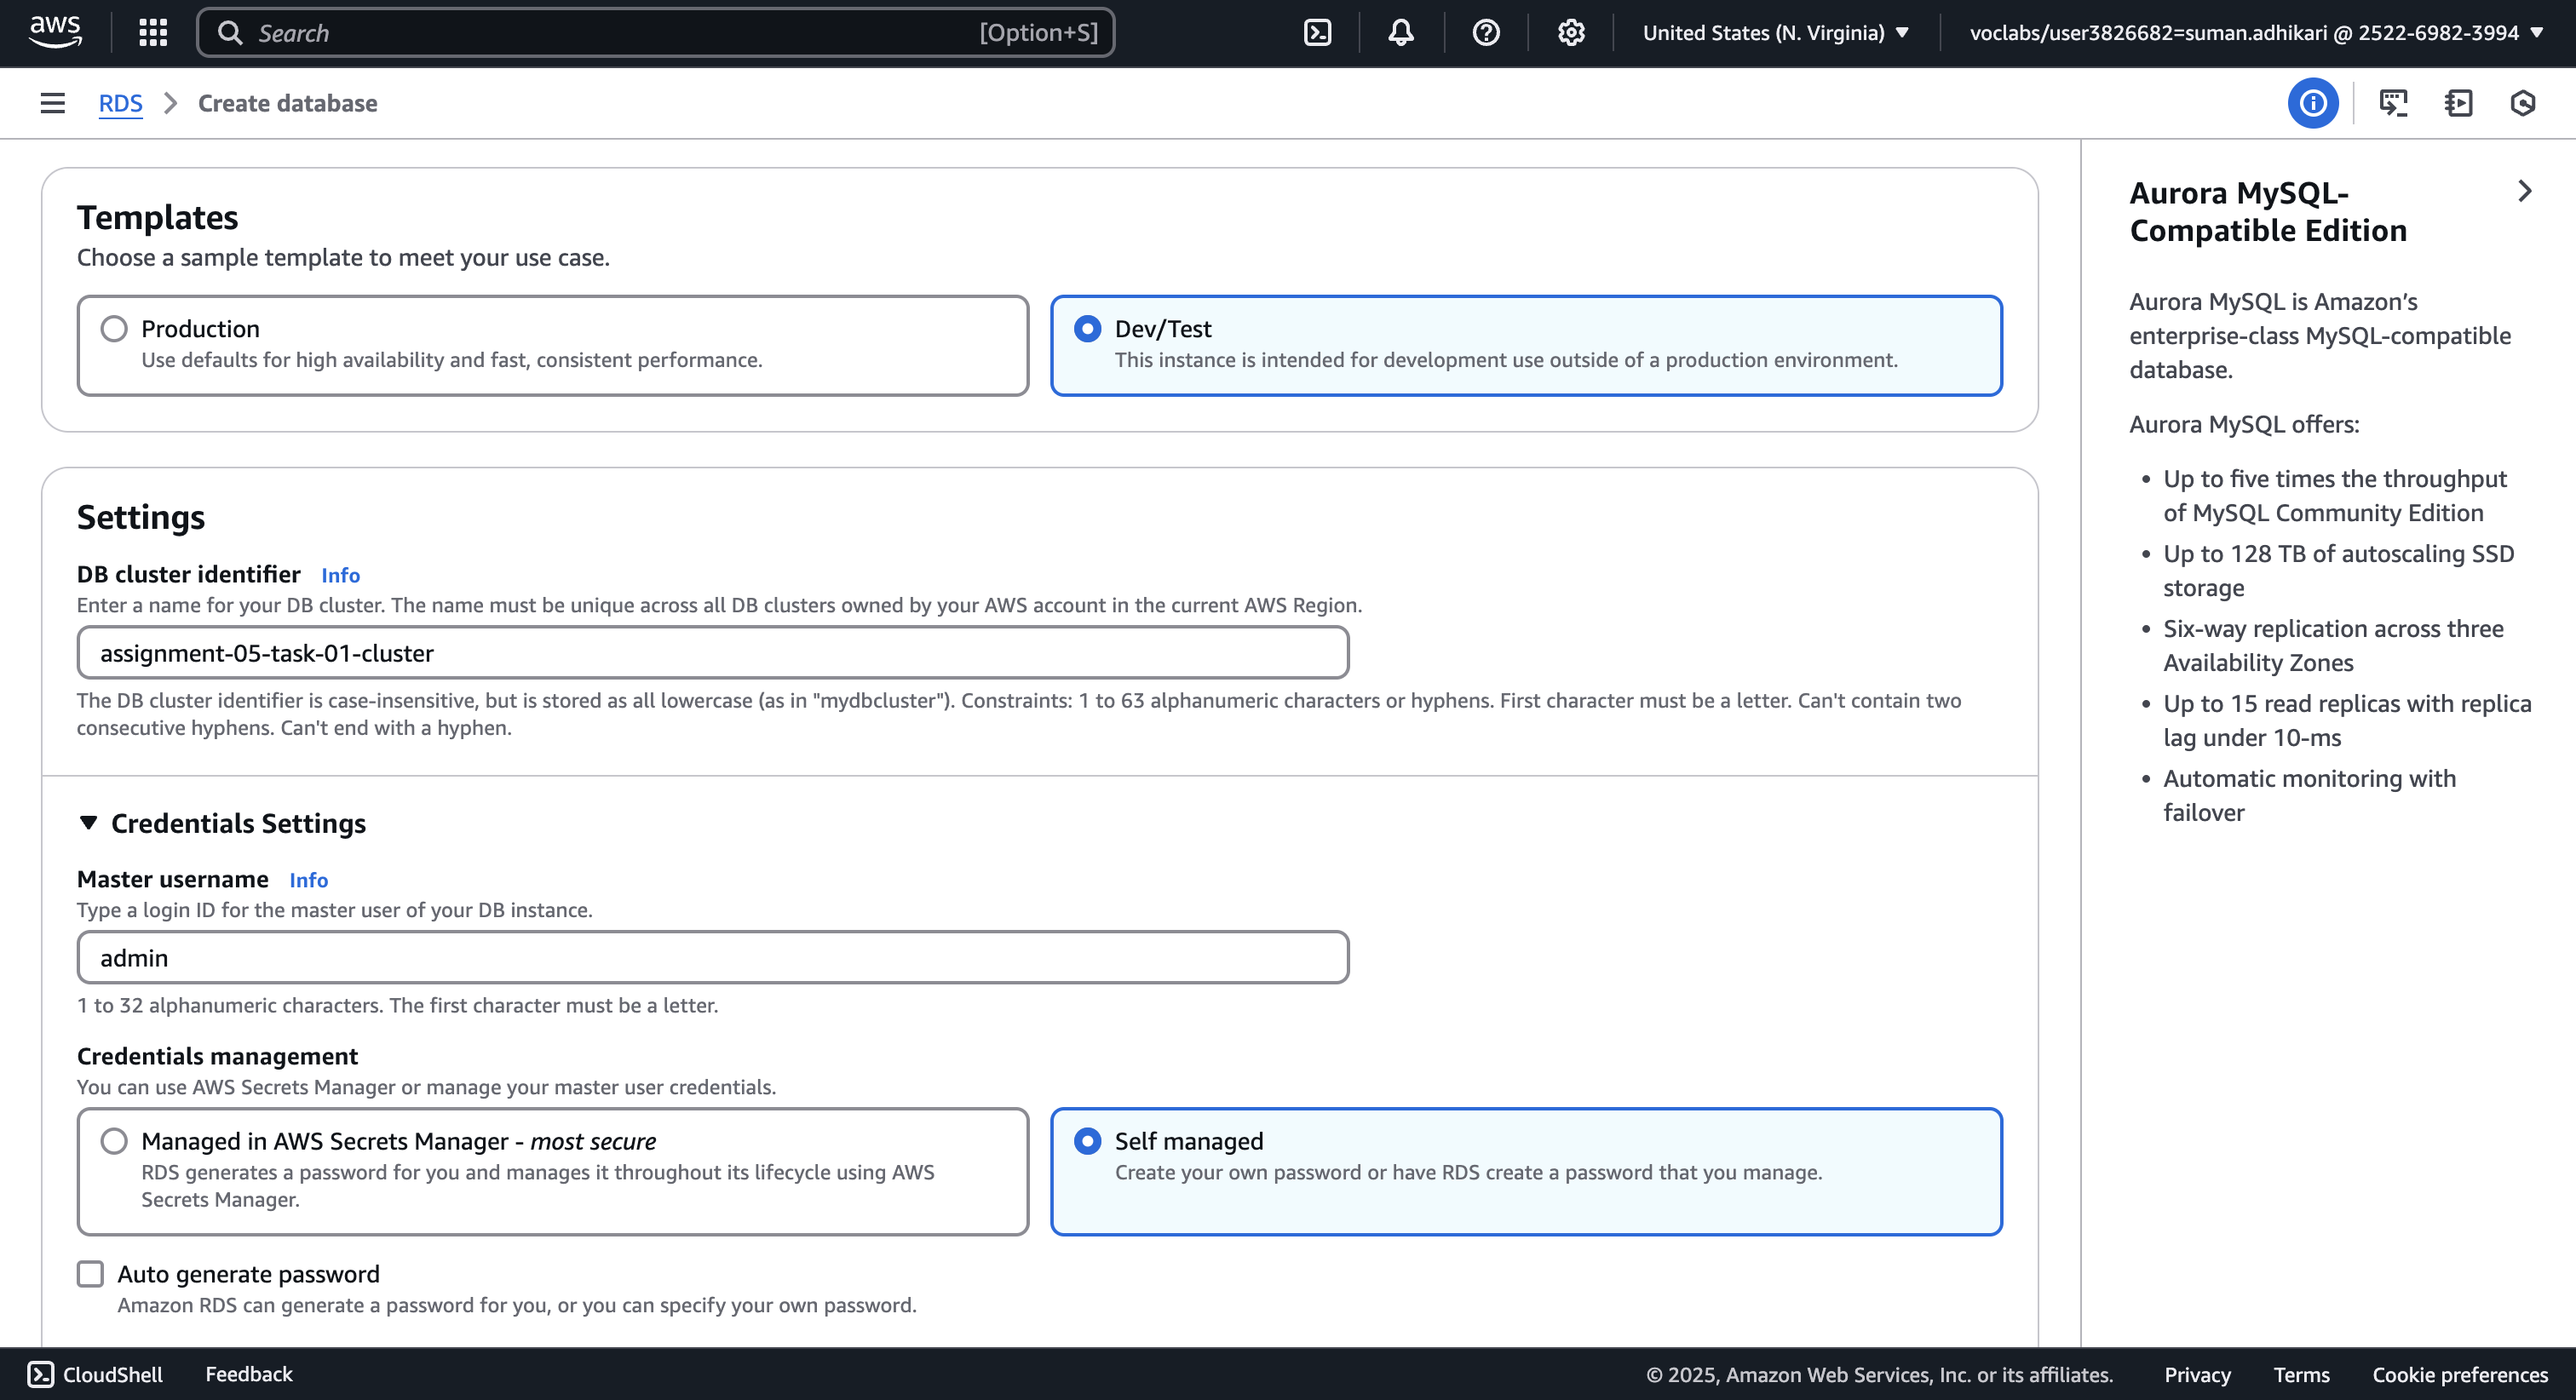 aws
Search [Option+S]
United States (N. Virginia)
voclabs/user3826682=suman.adhikari @ 2522-6982-3994
RDS
Create database
Templates
Choose a sample template to meet your use case.
Production
Use defaults for high availability and fast, consistent performance.
Dev/Test
This instance is intended for development use outside of a production environment.
Settings
DB cluster identifier Info
Enter a name for your DB cluster. The name must be unique across all DB clusters owned by your AWS account in the current AWS Region.
assignment-05-task-01-cluster
The DB cluster identifier is case-insensitive, but is stored as all lowercase (as in "mydbcluster"). Constraints: 1 to 63 alphanumeric characters or hyphens. First character must be a letter. Can't contain two
consecutive hyphens. Can't end with a hyphen.
Credentials Settings
Master username Info
Type a login ID for the master user of your DB instance.
admin
1 to 32 alphanumeric characters. The first character must be a letter.
Credentials management
You can use AWS Secrets Manager or manage your master user credentials.
Managed in AWS Secrets Manager - most secure
RDS generates a password for you and manages it throughout its lifecycle using AWS
Secrets Manager.
Self managed
Create your own password or have RDS create a password that you manage.
Auto generate password
Amazon RDS can generate a password for you, or you can specify your own password.
Aurora MySQL-
Compatible Edition
Aurora MySQL is Amazon’s
enterprise-class MySQL-compatible
database.
Aurora MySQL offers:
• Up to five times the throughput
of MySQL Community Edition
• Up to 128 TB of autoscaling SSD
storage
• Six-way replication across three
Availability Zones
• Up to 15 read replicas with replica
lag under 10-ms
• Automatic monitoring with
failover
CloudShell
Feedback
© 2025, Amazon Web Services, Inc. or its affiliates.
Privacy
Terms
Cookie preferences